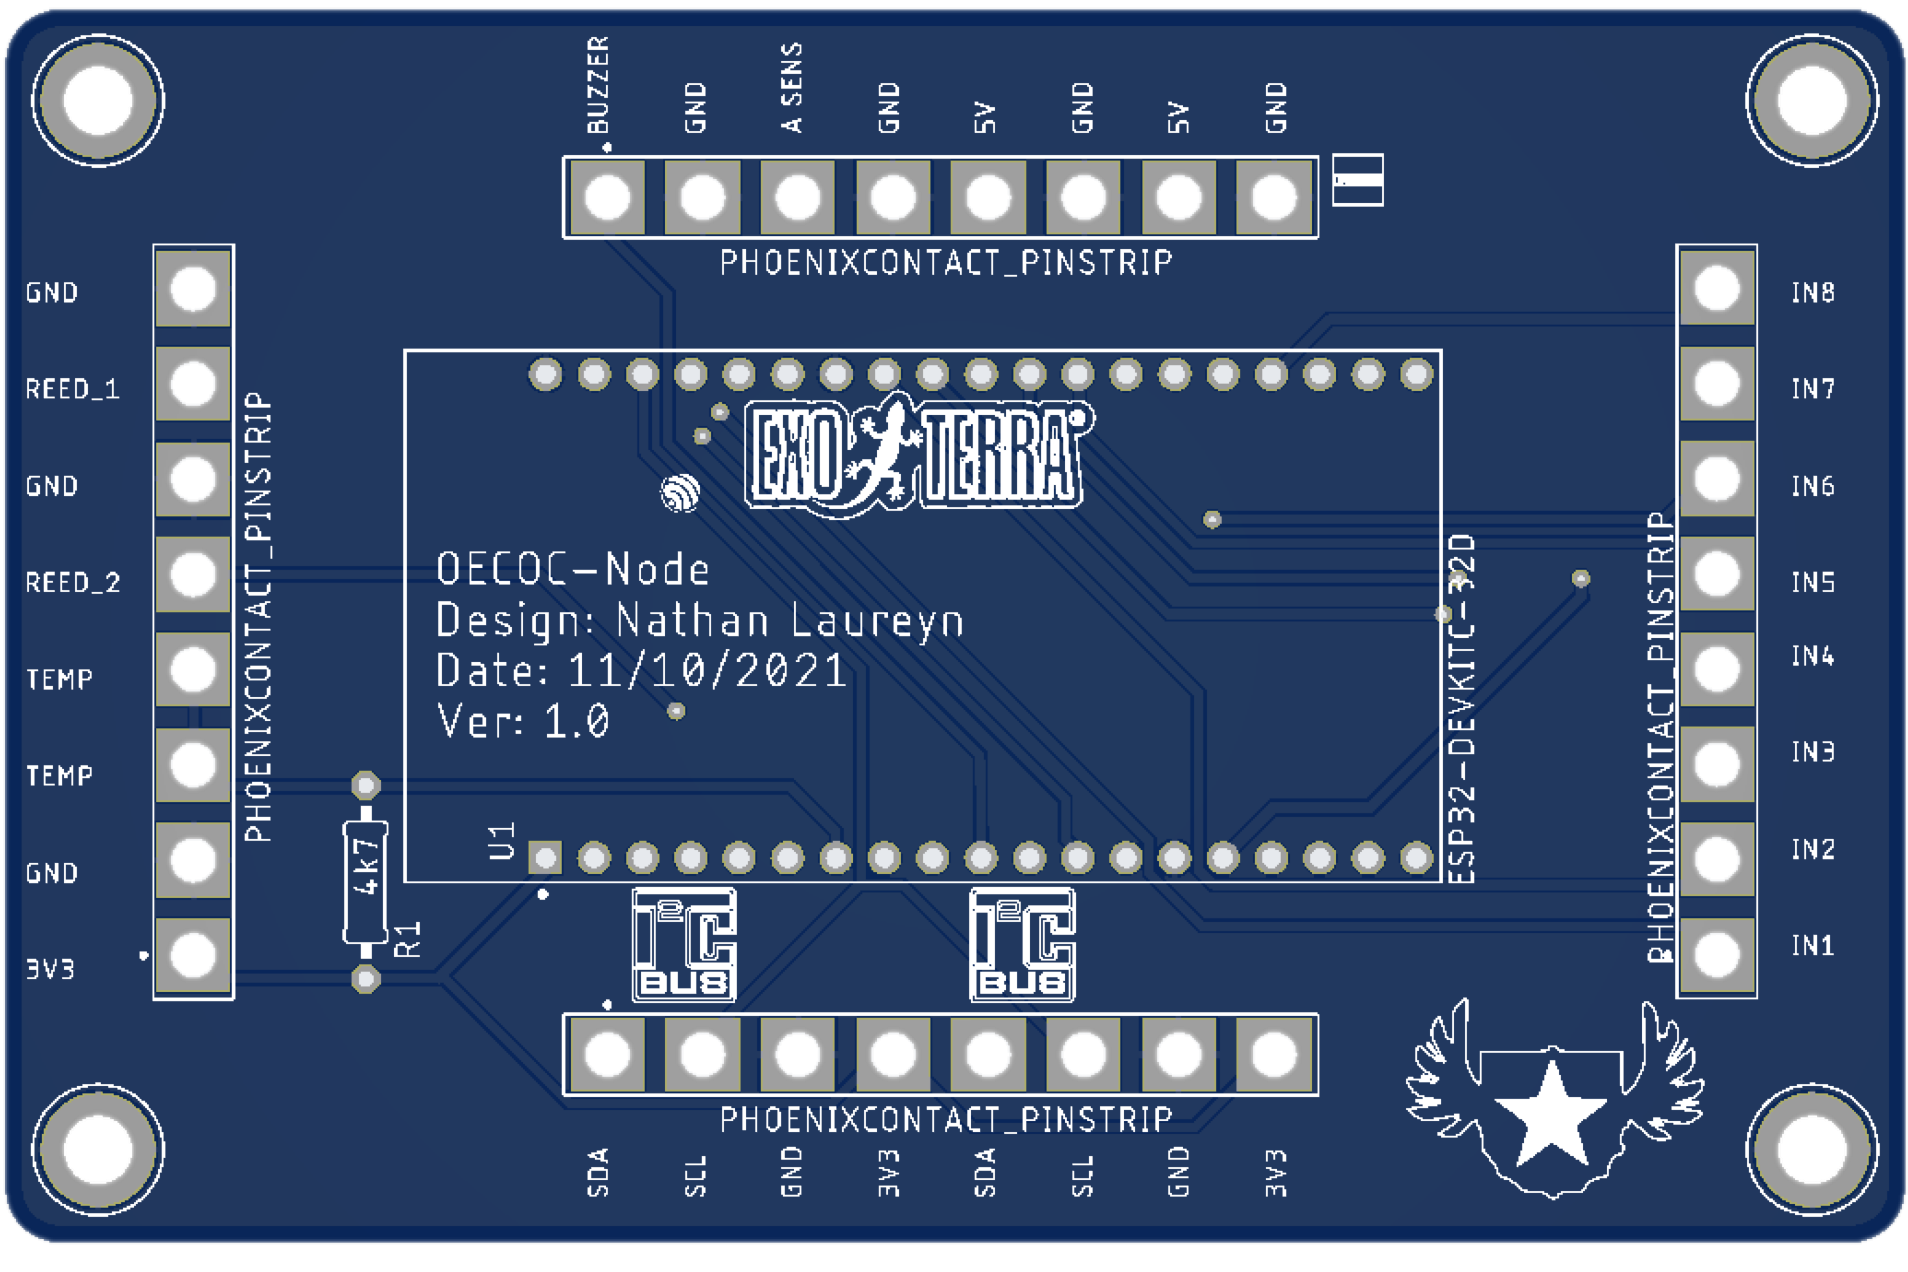 BUZZER
GND
A SENS
GND
5V
GND
5V
GND
PHOENIXCONTACT_PINSTRIP
GND
REED_1
GND
REED_2
TEMP
TEMP
GND
3V3
PHOENIXCONTACT_PINSTRIP
4k7
R1
EXO TERRA
OECOC-Node
Design: Nathan Laureyn
Date: 11/10/2021
Ver: 1.0
U1
ESP32-DEVKITC-32D
PHOENIXCONTACT_PINSTRIP
IN8
IN7
IN6
IN5
IN4
IN3
IN2
IN1
I2C
BUS
I2C
BUS
PHOENIXCONTACT_PINSTRIP
SDA
SCL
GND
3V3
SDA
SCL
GND
3V3